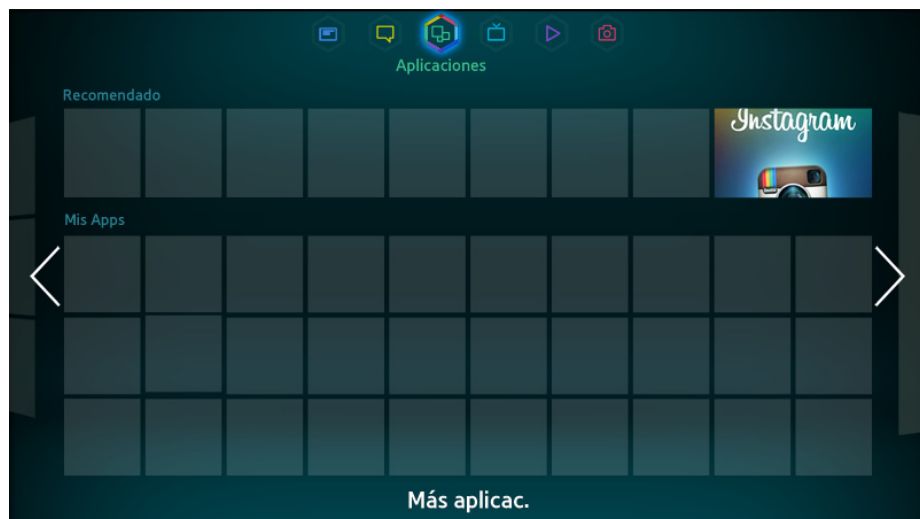 Aplicaciones
Recomendado
Instagram
Mis Apps
Más aplicac.